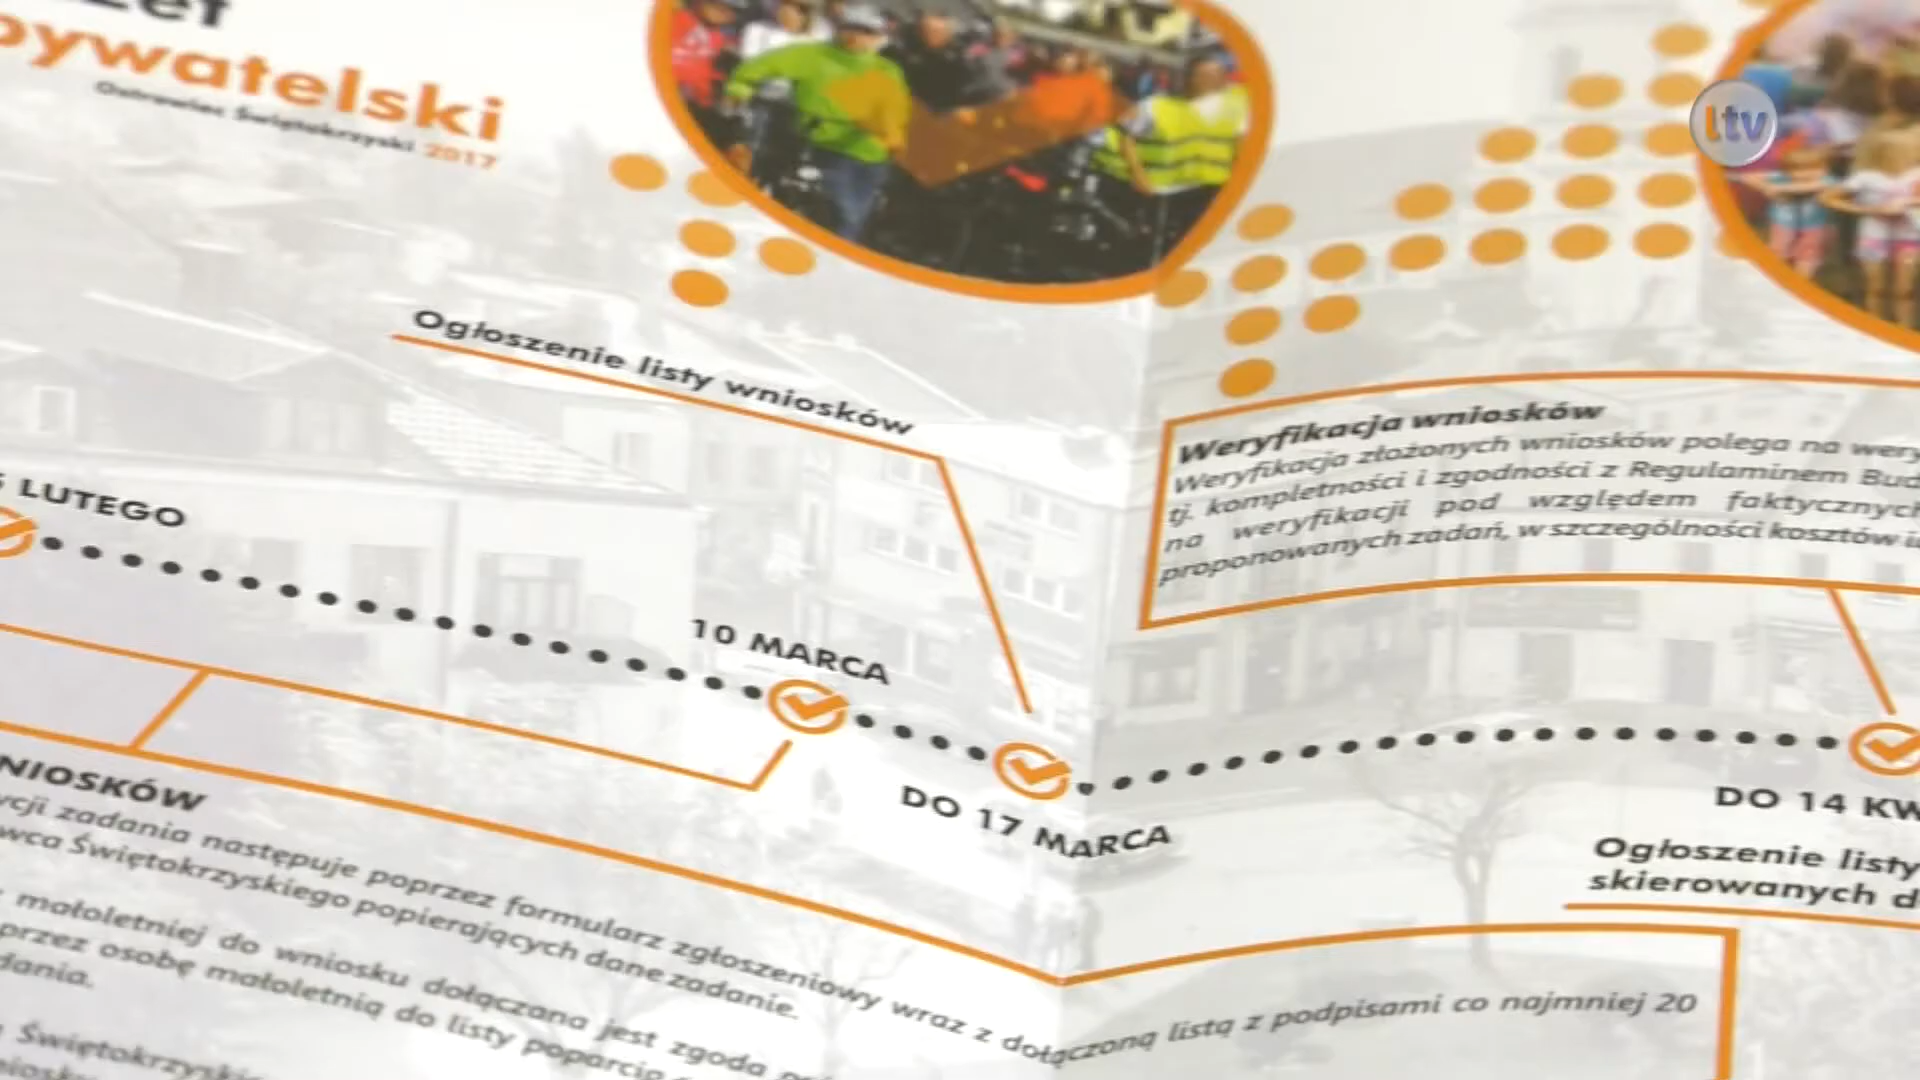 ywatelski
Ostrowiec Świętokrzyski 2017
ltv
Ogłoszenie listy wniosków
Weryfikacja wniosków
Weryfikacja złożonych wniosków polega na wery
tj. kompletności i zgodności z Regulaminem Bud
na weryfikacji pod względem faktycznych
proponowanych zadań, w szczególności kosztów
5 LUTEGO
10 MARCA
DO 17 MARCA
DO 14 KW
Ogłoszenie listy
skierowanych d
NIOSKÓW
ycji zadania następuje poprzez formularz zgłoszeniowy wraz z dołączoną listą z podpisami co najmniej 20
wca Świętokrzyskiego popierających dane zadanie.
małoletniej do wniosku dołączana jest zgoda
przez osobę małoletnią do listy poparcia
dania.
Świętokrzyski